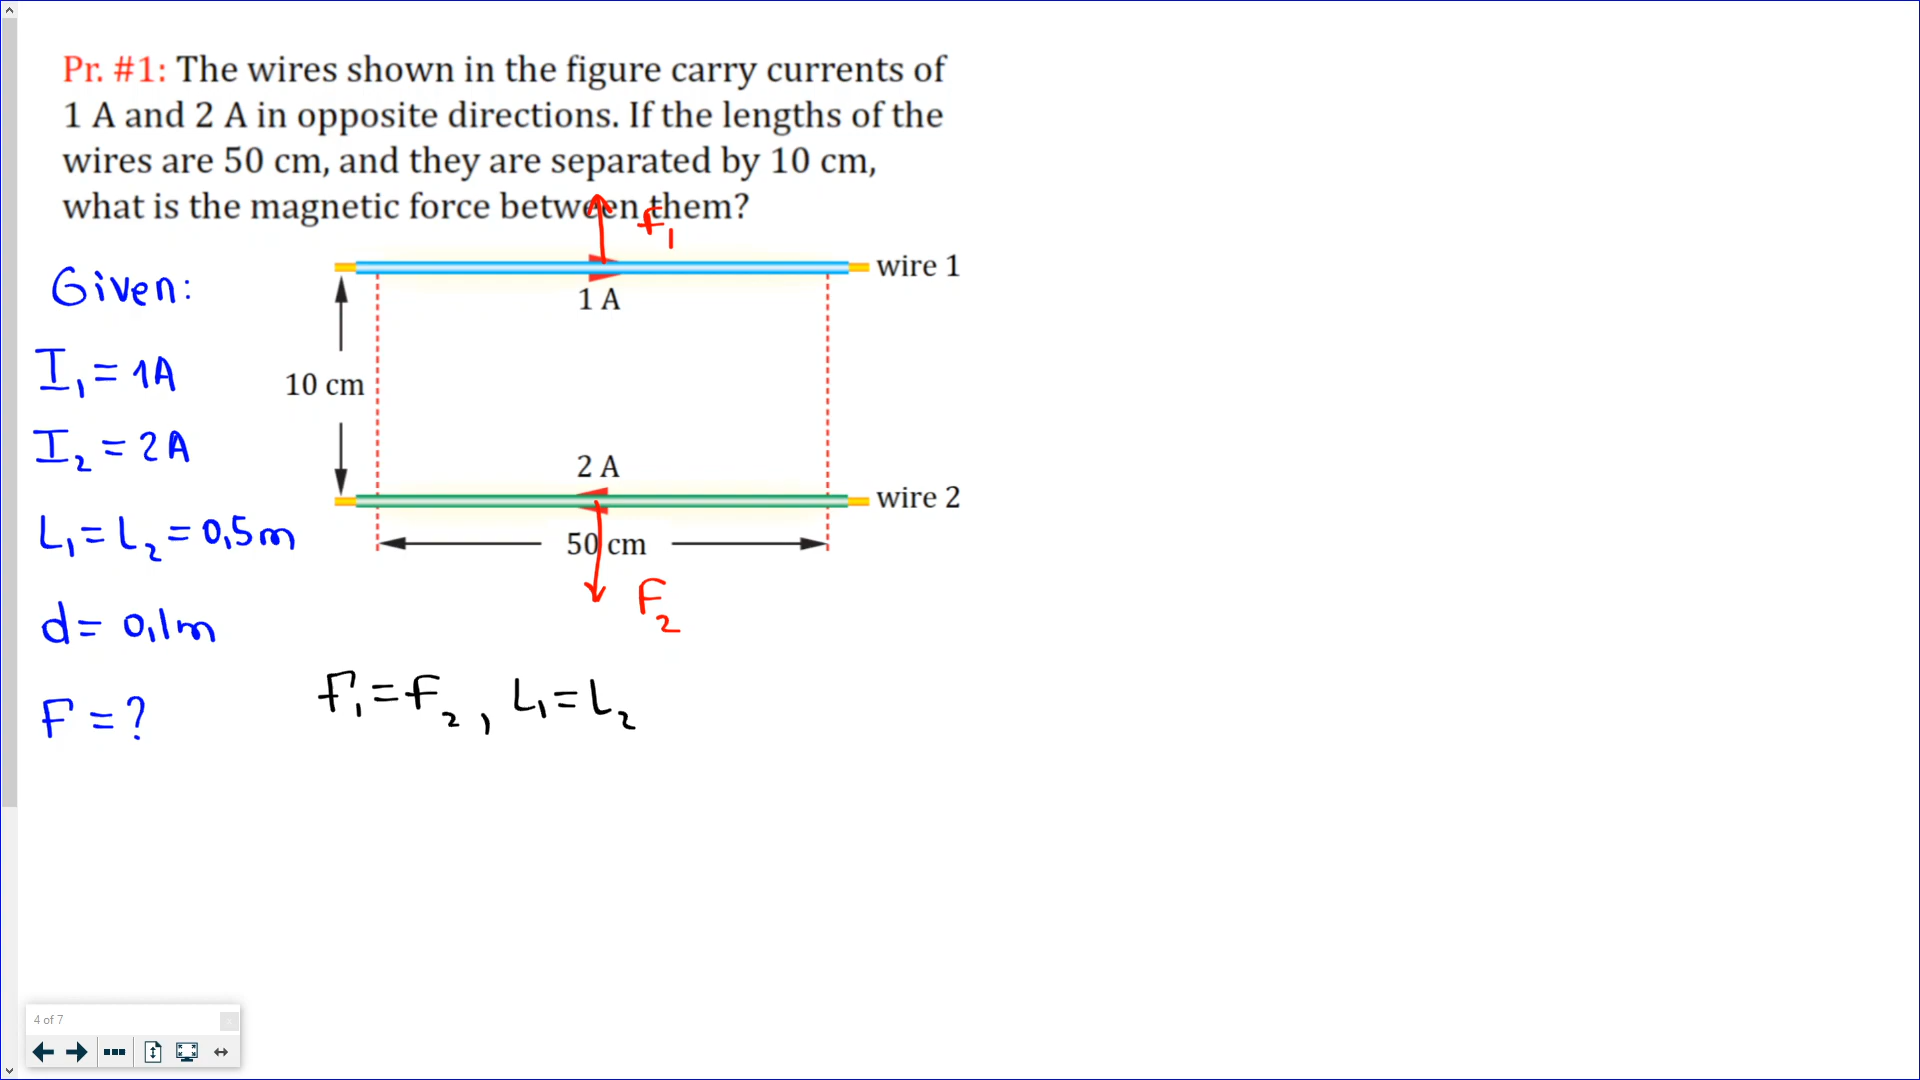 Pr. #1: The wires shown in the figure carry currents of
1 A and 2 A in opposite directions. If the lengths of the
wires are 50 cm, and they are separated by 10 cm,
what is the magnetic force between them?
F₁
wire 1
1 A
Given:
I₁ = 1A
10 cm
I₂ = 2A
2 A
wire 2
L₁ = L₂ = 0,5m
50 cm
F₂
d = 0,1m
F₁ = F₂, L₁ = L₂
F = ?
4 of 7